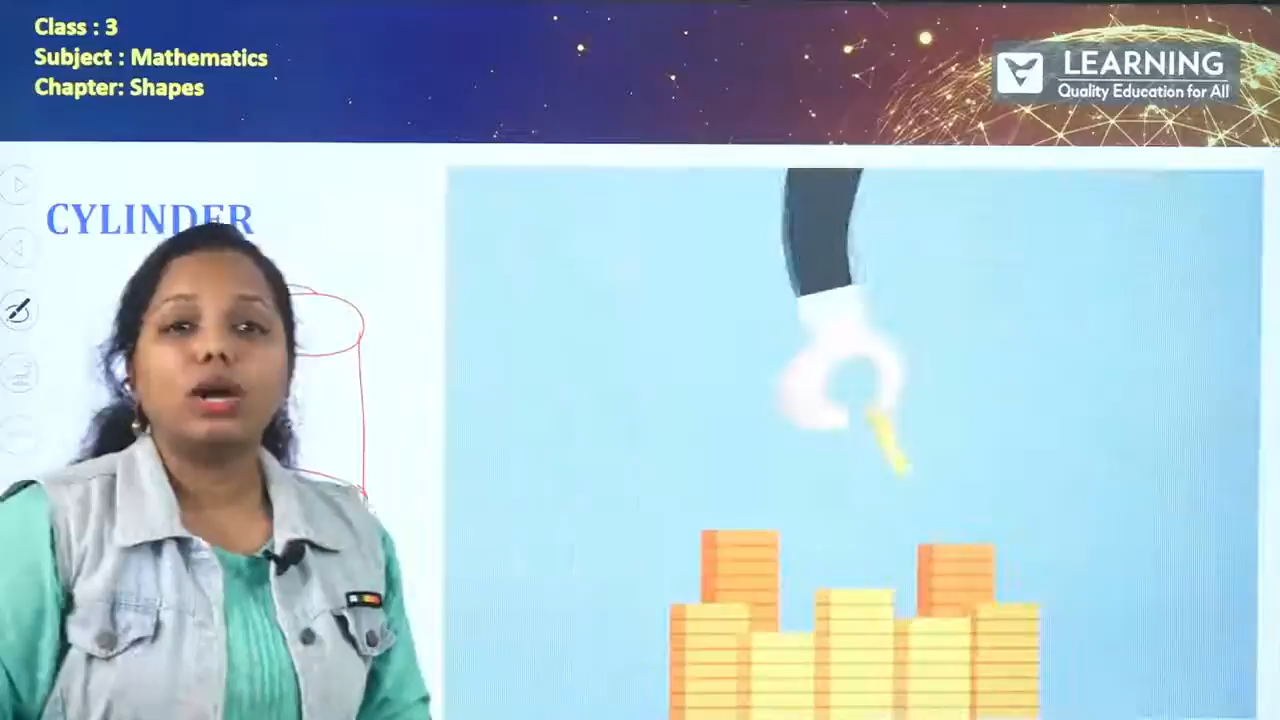 Class : 3
Subject : Mathematics
Chapter: Shapes
LEARNING
Quality Education for All
CYLINDER